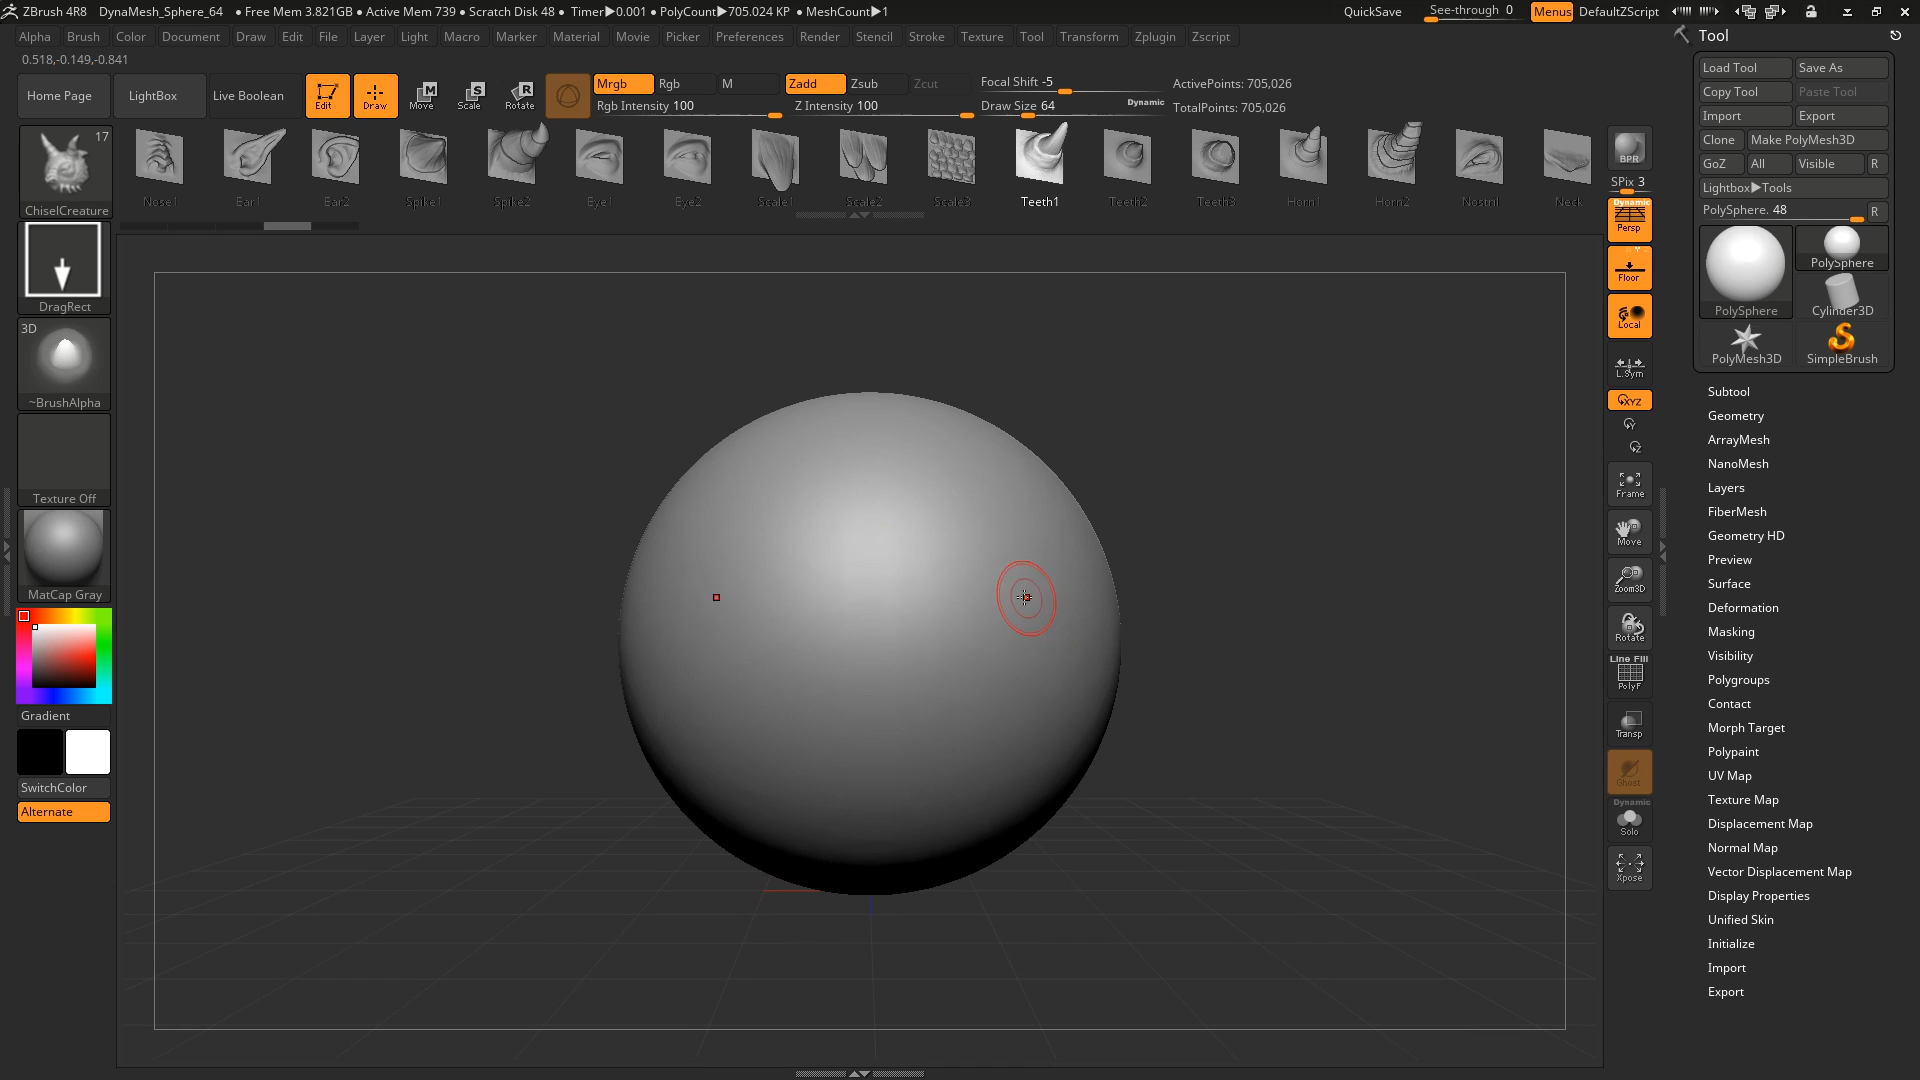 ZBrush 4R8 DynaMesh_Sphere_64 • Free Mem 3.821GB • Active Mem 739 • Scratch Disk 48 • Timer▶0.001 • PolyCount▶705.024 KP • MeshCount▶1 QuickSave See-through 0 Menus DefaultZScript
Alpha Brush Color Document Draw Edit File Layer Light Macro Marker Material Movie Picker Preferences Render Stencil Stroke Texture Tool Transform Zplugin Zscript
0.518,-0.149,-0.841
Home Page LightBox Live Boolean Edit Draw Move Scale Rotate
Mrgb Rgb M Zadd Zsub Zcut Focal Shift -5 ActivePoints: 705,026
Rgb Intensity 100 Z Intensity 100 Draw Size 64 Dynamic TotalPoints: 705,026
17
ChiselCreature
Nose1 Ear1 Ear2 Spike1 Spike2 Eye1 Eye2 Scale1 Scale2 Scale3 Teeth1 Teeth2 Teeth3 Horn1 Horn2 Nostril Neck
DragRect
3D
~BrushAlpha
Texture Off
MatCap Gray
Gradient
SwitchColor
Alternate
BPR
SPix 3
Dynamic
Persp
Floor
Local
L.Sym
XYZ
Y
Z
Frame
Move
Zoom3D
Rotate
Line Fill
PolyF
Transp
Ghost
Dynamic
Solo
Xpose
Tool
Load Tool Save As
Copy Tool Paste Tool
Import Export
Clone Make PolyMesh3D
GoZ All Visible R
Lightbox▶Tools
PolySphere. 48 R
PolySphere PolySphere
Cylinder3D
PolyMesh3D SimpleBrush
Subtool
Geometry
ArrayMesh
NanoMesh
Layers
FiberMesh
Geometry HD
Preview
Surface
Deformation
Masking
Visibility
Polygroups
Contact
Morph Target
Polypaint
UV Map
Texture Map
Displacement Map
Normal Map
Vector Displacement Map
Display Properties
Unified Skin
Initialize
Import
Export